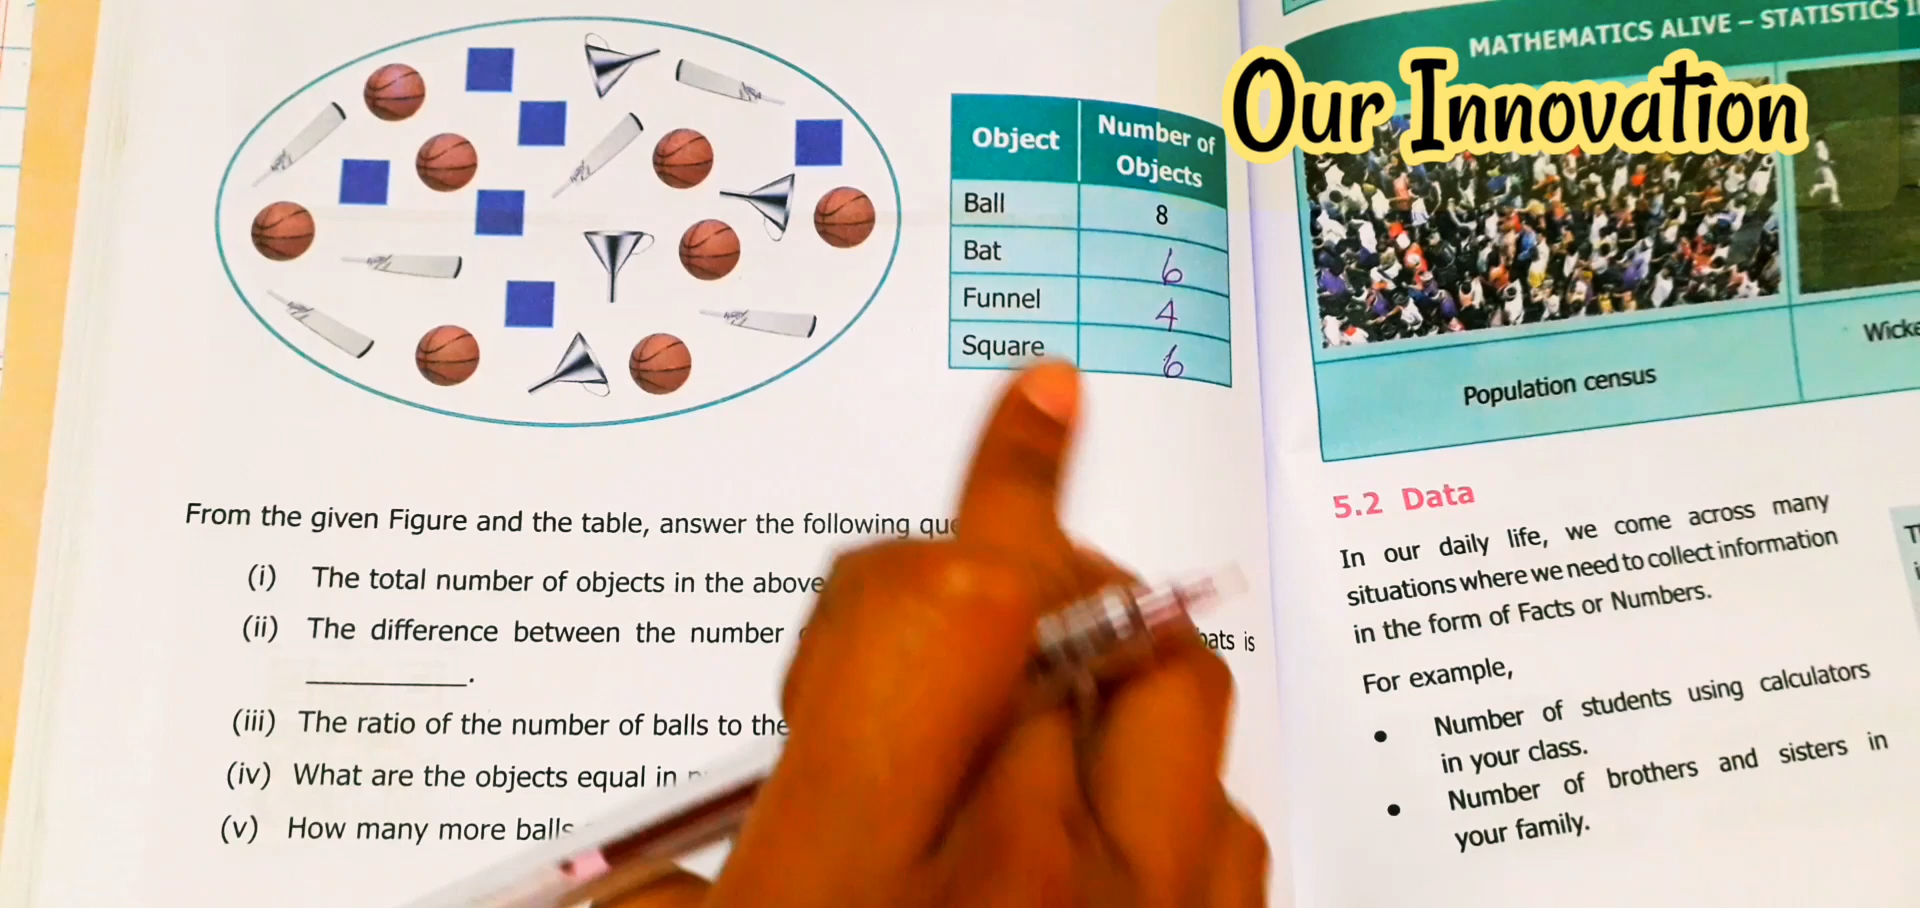 MATHEMATICS ALIVE – STATISTICS
Our Innovation
Object Number of Objects
Ball 8
Bat 6
Funnel 4
Square 6
Population census
From the given Figure and the table, answer the following
(i) The total number of objects in the above
(ii) The difference between the number
bats is
____________.
(iii) The ratio of the number of balls to the
(iv) What are the objects equal in
(v) How many more balls
5.2 Data
In our daily life, we come across many
situations where we need to collect information
in the form of Facts or Numbers.
For example,
• Number of students using calculators
in your class.
• Number of brothers and sisters in
your family.